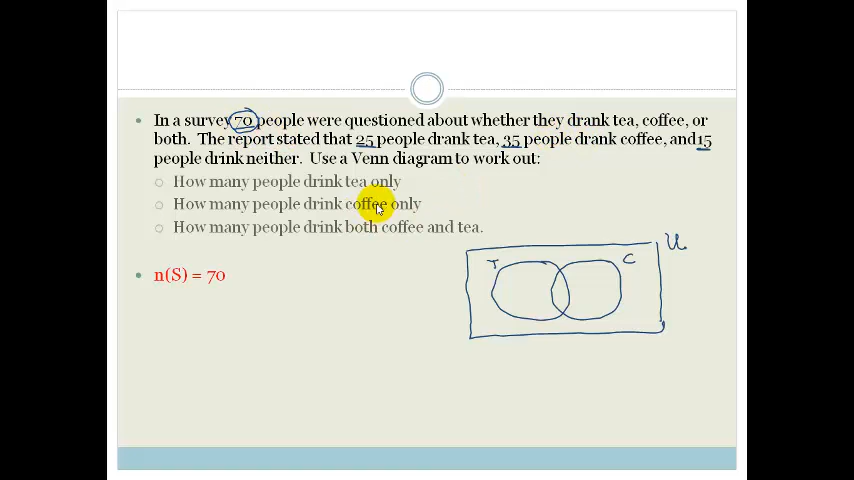 In a survey 70 people were questioned about whether they drank tea, coffee, or
both. The report stated that 25 people drank tea, 35 people drank coffee, and 15
people drink neither. Use a Venn diagram to work out:
How many people drink tea only
How many people drink coffee only
How many people drink both coffee and tea.
U
T C
n(S) = 70